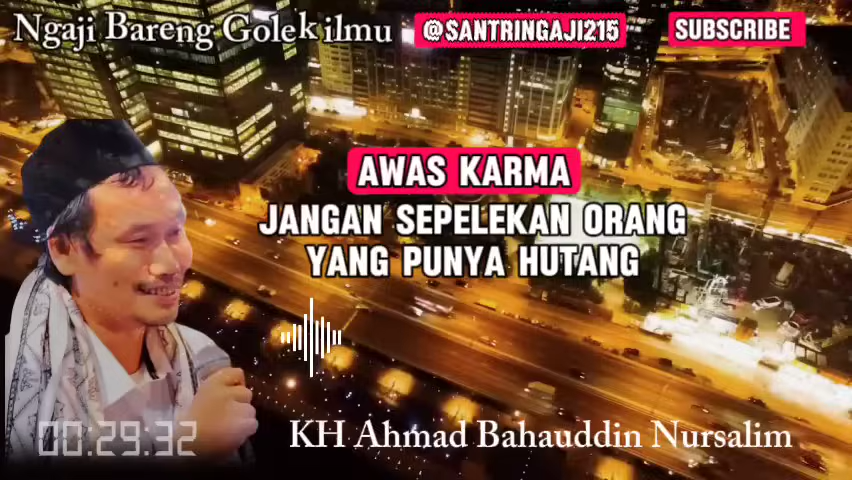 Ngaji Bareng Golek ilmu @SANTRINGAJI215 SUBSCRIBE
AWAS KARMA
JANGAN SEPELEKAN ORANG
YANG PUNYA HUTANG
00:29:32
KH Ahmad Bahauddin Nursalim